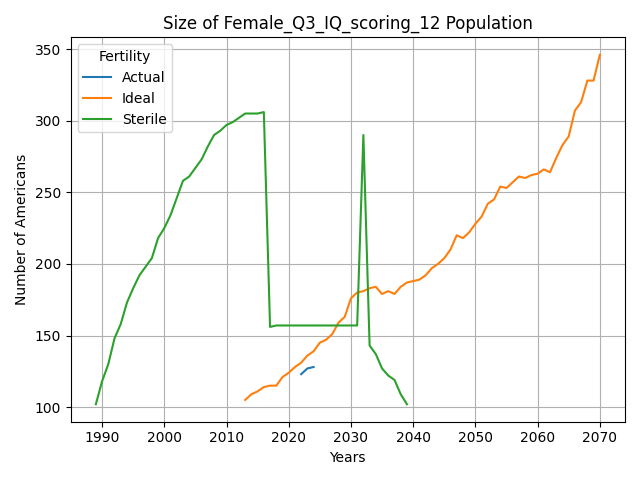 Size of Female_Q3_IQ_scoring_12 Population
Number of Americans
350
300
250
200
150
100
Fertility
Actual
Ideal
Sterile
1990 2000 2010 2020 2030 2040 2050 2060 2070
Years